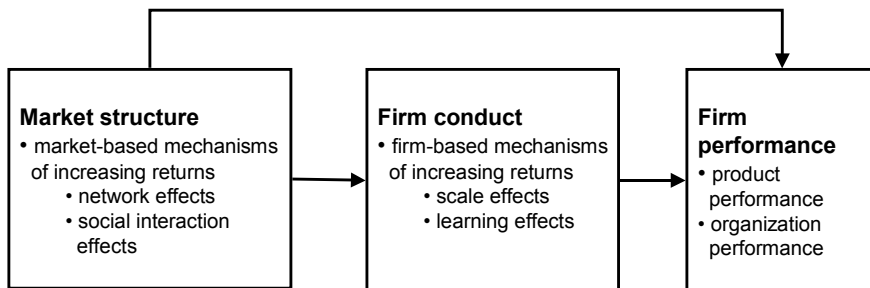 Market structure
• market-based mechanisms
of increasing returns
• network effects
• social interaction
effects
Firm conduct
• firm-based mechanisms
of increasing returns
• scale effects
• learning effects
Firm
performance
• product
performance
• organization
performance